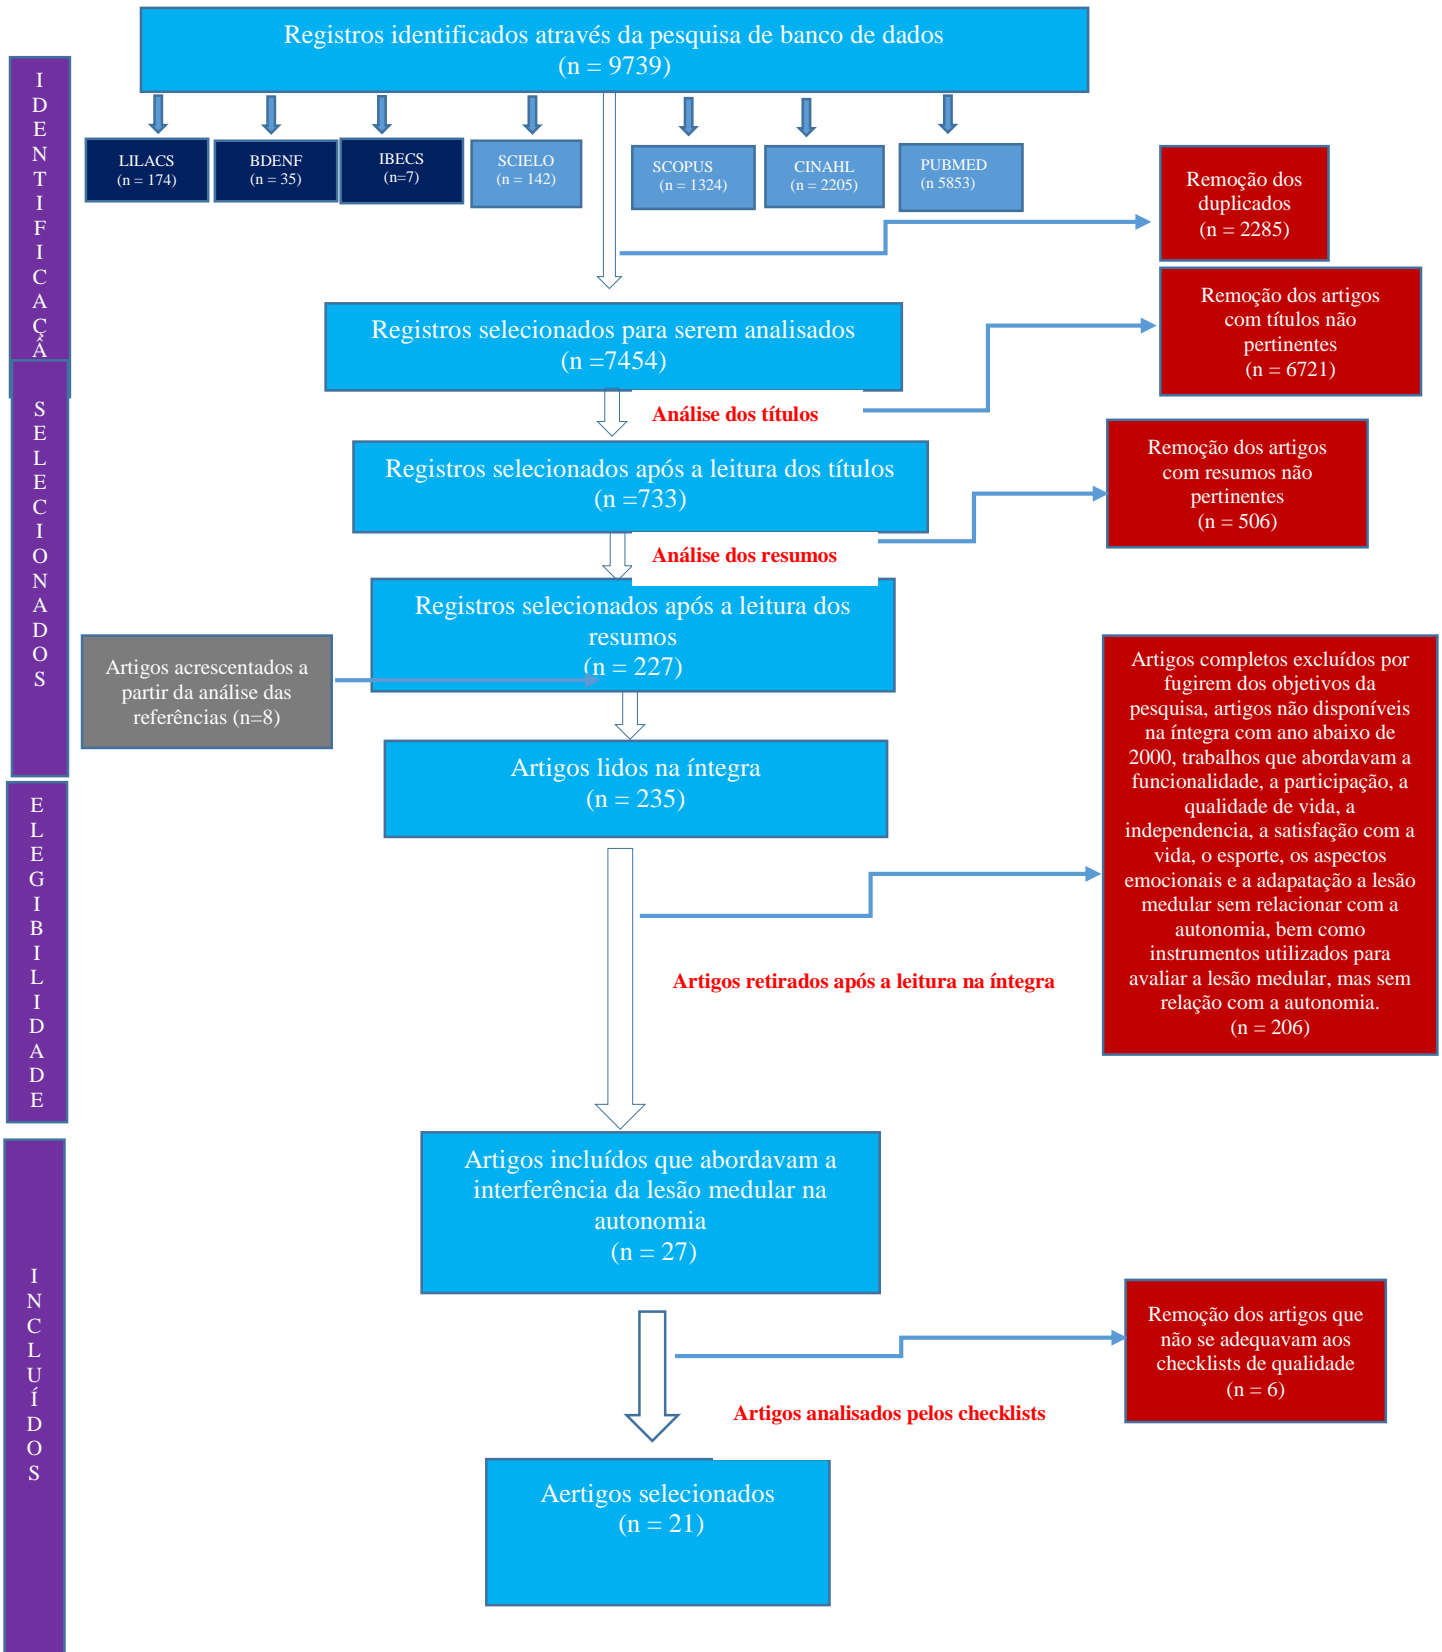 Registros identificados através da pesquisa de banco de dados
(n = 9739)
I
D
E
N
T
I
F
I
C
A
Ç
Ã
LILACS
(n = 174)
BDENF
(n = 35)
IBECS
(n=7)
SCIELO
(n = 142)
SCOPUS
(n = 1324)
CINAHL
(n = 2205)
PUBMED
(n 5853)
Remoção dos
duplicados
(n = 2285)
Registros selecionados para serem analisados
(n =7454)
Remoção dos artigos
com títulos não
pertinentes
(n = 6721)
S
E
L
E
C
I
O
N
A
D
O
S
Análise dos títulos
Registros selecionados após a leitura dos títulos
(n =733)
Remoção dos artigos
com resumos não
pertinentes
(n = 506)
Análise dos resumos
Registros selecionados após a leitura dos
resumos
(n = 227)
Artigos acrescentados a
partir da análise das
referências (n=8)
Artigos lidos na íntegra
(n = 235)
E
L
E
G
I
B
I
L
I
D
A
D
E
Artigos completos excluídos por
fugirem dos objetivos da
pesquisa, artigos não disponíveis
na íntegra com ano abaixo de
2000, trabalhos que abordavam a
funcionalidade, a participação, a
qualidade de vida, a
independencia, a satisfação com a
vida, o esporte, os aspectos
emocionais e a adapatação a lesão
medular sem relacionar com a
autonomia, bem como
instrumentos utilizados para
avaliar a lesão medular, mas sem
relação com a autonomia.
(n = 206)
Artigos retirados após a leitura na íntegra
I
N
C
L
U
Í
D
O
S
Artigos incluídos que abordavam a
interferência da lesão medular na
autonomia
(n = 27)
Remoção dos artigos que
não se adequavam aos
checklists de qualidade
(n = 6)
Artigos analisados pelos checklists
Aertigos selecionados
(n = 21)